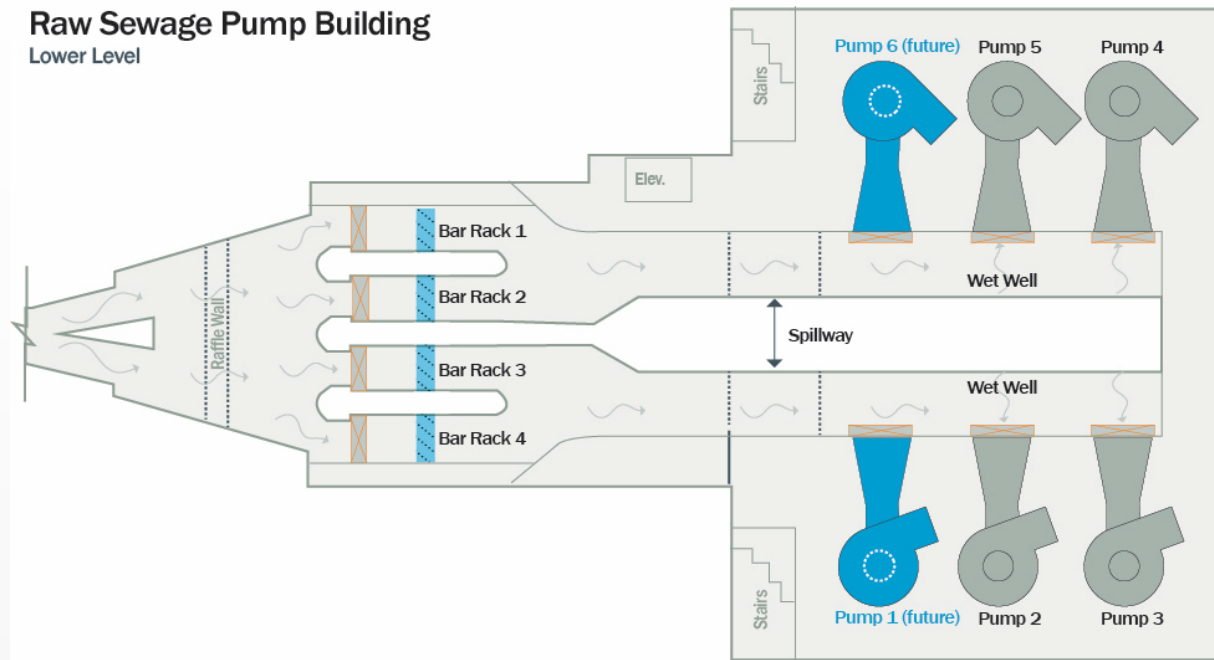 Raw Sewage Pump Building
Lower Level
Stairs
Pump 6 (future)
Pump 5
Pump 4
Elev.
Bar Rack 1
Bar Rack 2
Bar Rack 3
Bar Rack 4
Raffle Wall
Wet Well
Spillway
Wet Well
Stairs
Pump 1 (future)
Pump 2
Pump 3